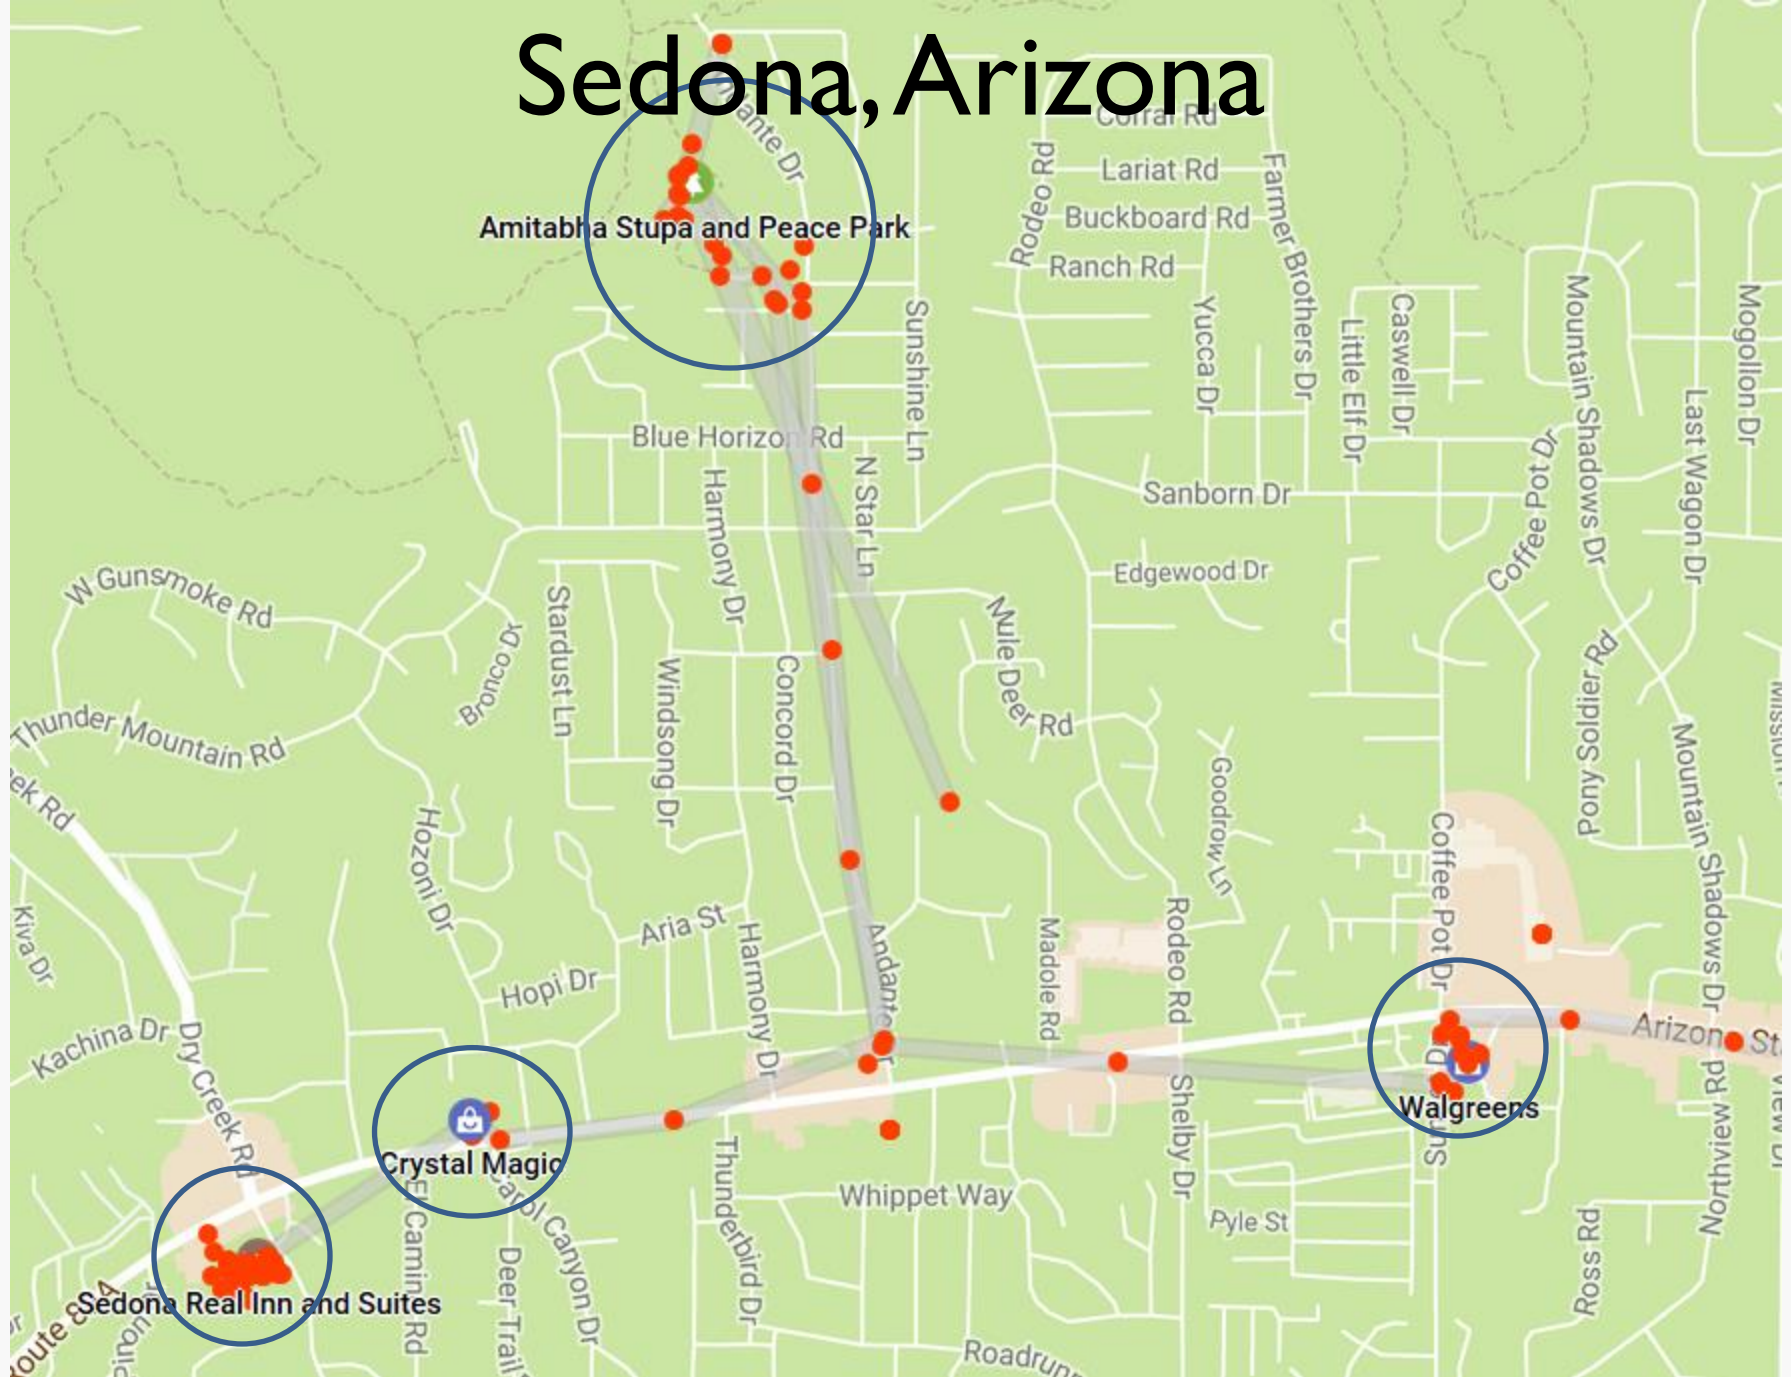 Sedona, Arizona
Corral Rd
Lariat Rd
Rodeo Rd
Farmer Brothers Dr
Buckboard Rd
Amitabha Stupa and Peace Park
Ranch Rd
Sunshine Ln
Yucca Dr
Little Elf Dr
Caswell Dr
Mountain Shadows Dr
Mogollon Dr
Last Wagon Dr
Blue Horizon Rd
Harmony Dr
N Star Ln
Sanborn Dr
Coffee Pot Dr
Edgewood Dr
W Gunsmoke Rd
Stardust Ln
Bronco Dr
Mule Deer Rd
Windsong Dr
Concord Dr
Pony Soldier Rd
Thunder Mountain Rd
Mountain Shadows Dr
Goodrow Ln
Hozoni Dr
Coffee Pot Dr
Kiva Dr
Aria St
Harmony Dr
Andante
Madole Rd
Rodeo Rd
Hopi Dr
Kachina Dr
Dry Creek Rd
Shelby Dr
Walgreens
Northview Rd
Crystal Magic
Thunderbird Dr
Whippet Way
Pyle St
Ross Rd
Carol Canyon Dr
Deer Trail
Sedona Real Inn and Suites